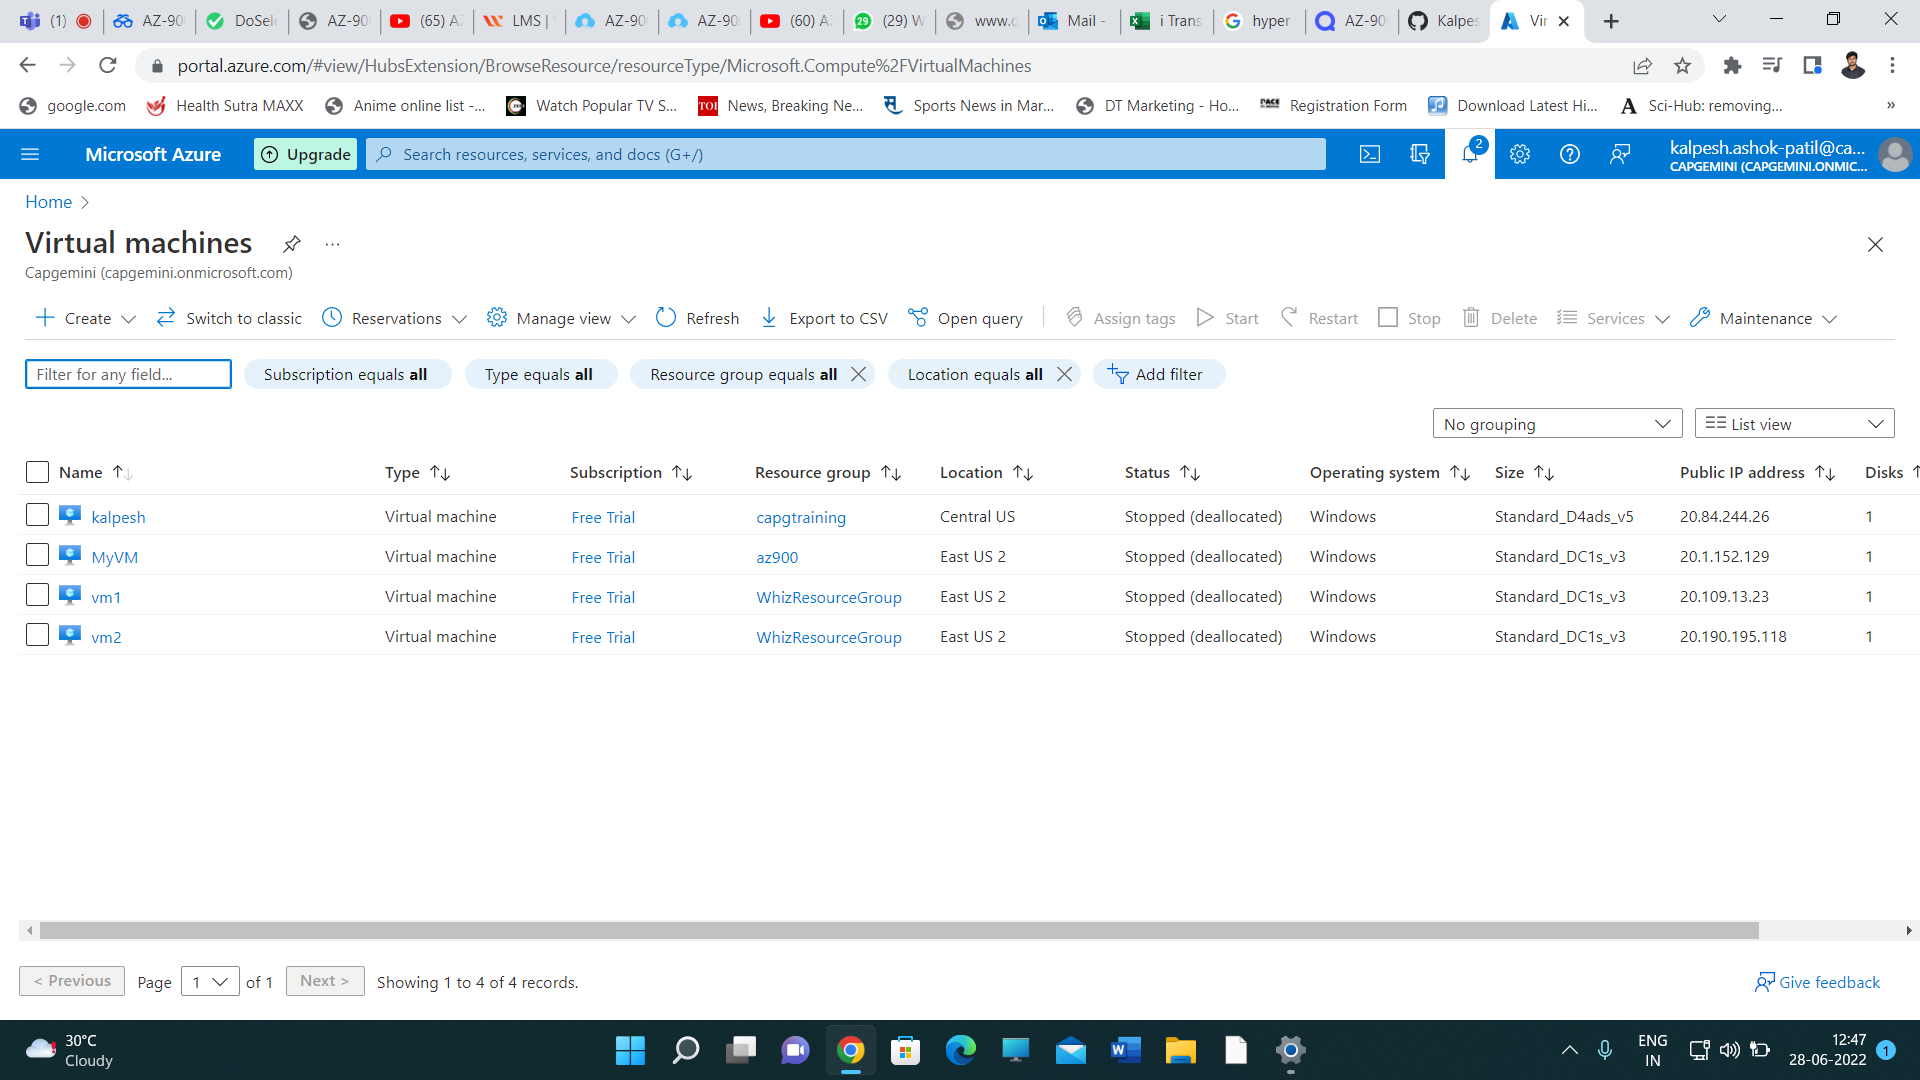 (1) AZ-90 DoSele AZ-90 (65) A LMS | AZ-90 AZ-90 (60) A (29) W www.c Mail - i Trans hyper AZ-90 Kalpes Vir
portal.azure.com/#view/HubsExtension/BrowseResource/resourceType/Microsoft.Compute%2FVirtualMachines
google.com Health Sutra MAXX Anime online list -... Watch Popular TV S... TOI News, Breaking Ne... Sports News in Mar... DT Marketing - Ho... PACE Registration Form Download Latest Hi... Sci-Hub: removing... »
Microsoft Azure Upgrade Search resources, services, and docs (G+/) 2 kalpesh.ashok-patil@ca...
CAPGEMINI (CAPGEMINI.ONMIC...
Home >
Virtual machines ...
Capgemini (capgemini.onmicrosoft.com)
Create Switch to classic Reservations Manage view Refresh Export to CSV Open query Assign tags Start Restart Stop Delete Services Maintenance
Filter for any field... Subscription equals all Type equals all Resource group equals all Location equals all Add filter
No grouping List view
Name Type Subscription Resource group Location Status Operating system Size Public IP address Disks
kalpesh Virtual machine Free Trial capgtraining Central US Stopped (deallocated) Windows Standard_D4ads_v5 20.84.244.26 1
MyVM Virtual machine Free Trial az900 East US 2 Stopped (deallocated) Windows Standard_DC1s_v3 20.1.152.129 1
vm1 Virtual machine Free Trial WhizResourceGroup East US 2 Stopped (deallocated) Windows Standard_DC1s_v3 20.109.13.23 1
vm2 Virtual machine Free Trial WhizResourceGroup East US 2 Stopped (deallocated) Windows Standard_DC1s_v3 20.190.195.118 1
< Previous Page 1 of 1 Next > Showing 1 to 4 of 4 records. Give feedback
30°C
Cloudy
ENG
IN
12:47
28-06-2022
1